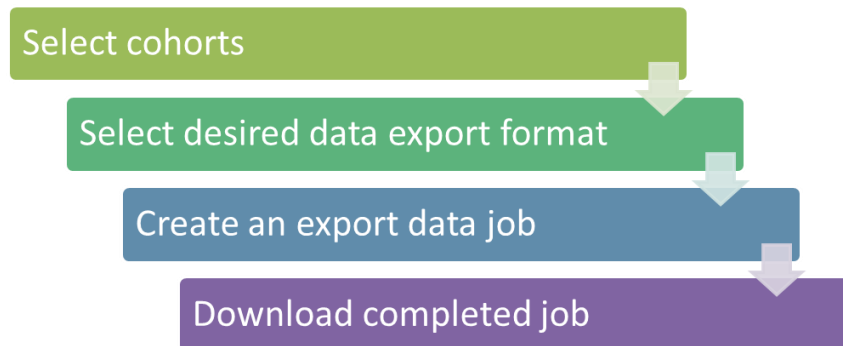 Select cohorts
Select desired data export format
Create an export data job
Download completed job